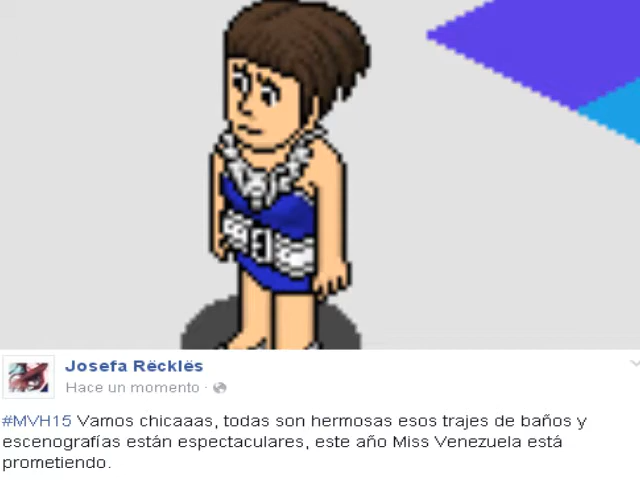 Josefa Rëcklës
Hace un momento ·
#MVH15 Vamos chicaaas, todas son hermosas esos trajes de baños y
escenografías están espectaculares, este año Miss Venezuela está
prometiendo.